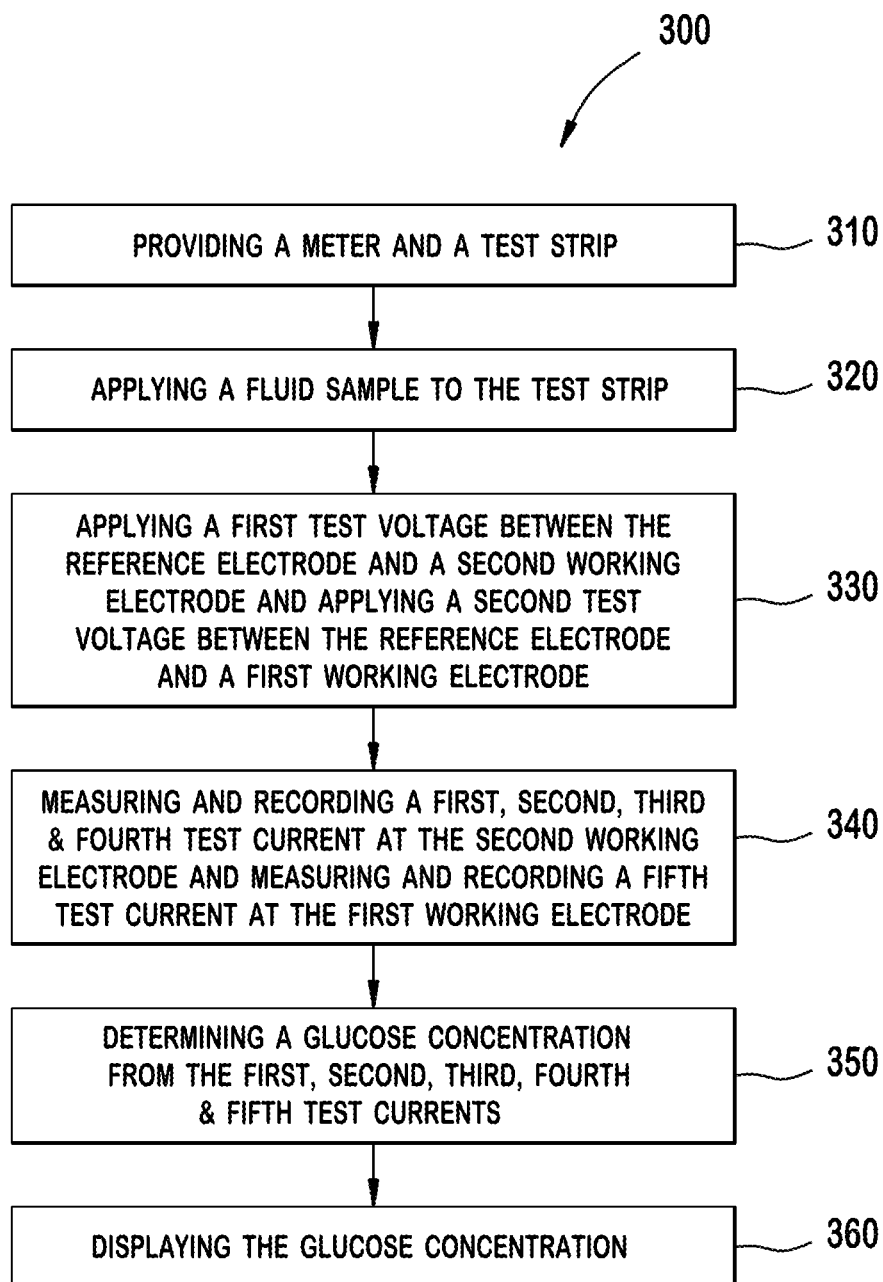 300
PROVIDING A METER AND A TEST STRIP
310
APPLYING A FLUID SAMPLE TO THE TEST STRIP
320
APPLYING A FIRST TEST VOLTAGE BETWEEN THE
REFERENCE ELECTRODE AND A SECOND WORKING
ELECTRODE AND APPLYING A SECOND TEST
VOLTAGE BETWEEN THE REFERENCE ELECTRODE
AND A FIRST WORKING ELECTRODE
330
MEASURING AND RECORDING A FIRST, SECOND, THIRD
& FOURTH TEST CURRENT AT THE SECOND WORKING
ELECTRODE AND MEASURING AND RECORDING A FIFTH
TEST CURRENT AT THE FIRST WORKING ELECTRODE
340
DETERMINING A GLUCOSE CONCENTRATION
FROM THE FIRST, SECOND, THIRD, FOURTH
& FIFTH TEST CURRENTS
350
DISPLAYING THE GLUCOSE CONCENTRATION
360